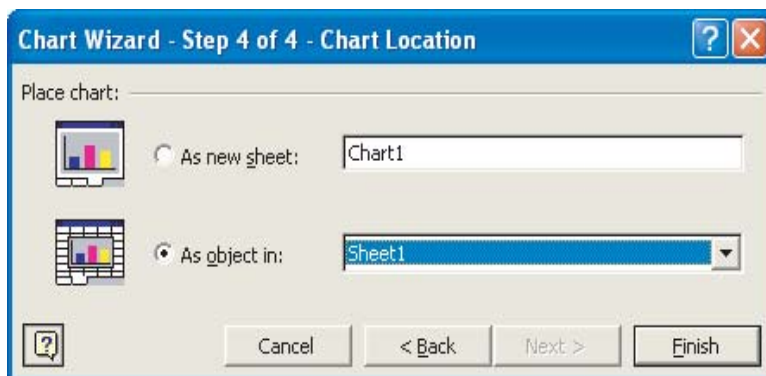 Chart Wizard - Step 4 of 4 - Chart Location ?
Place chart:
As new sheet: Chart1
As object in: Sheet1
? Cancel < Back Next > Finish